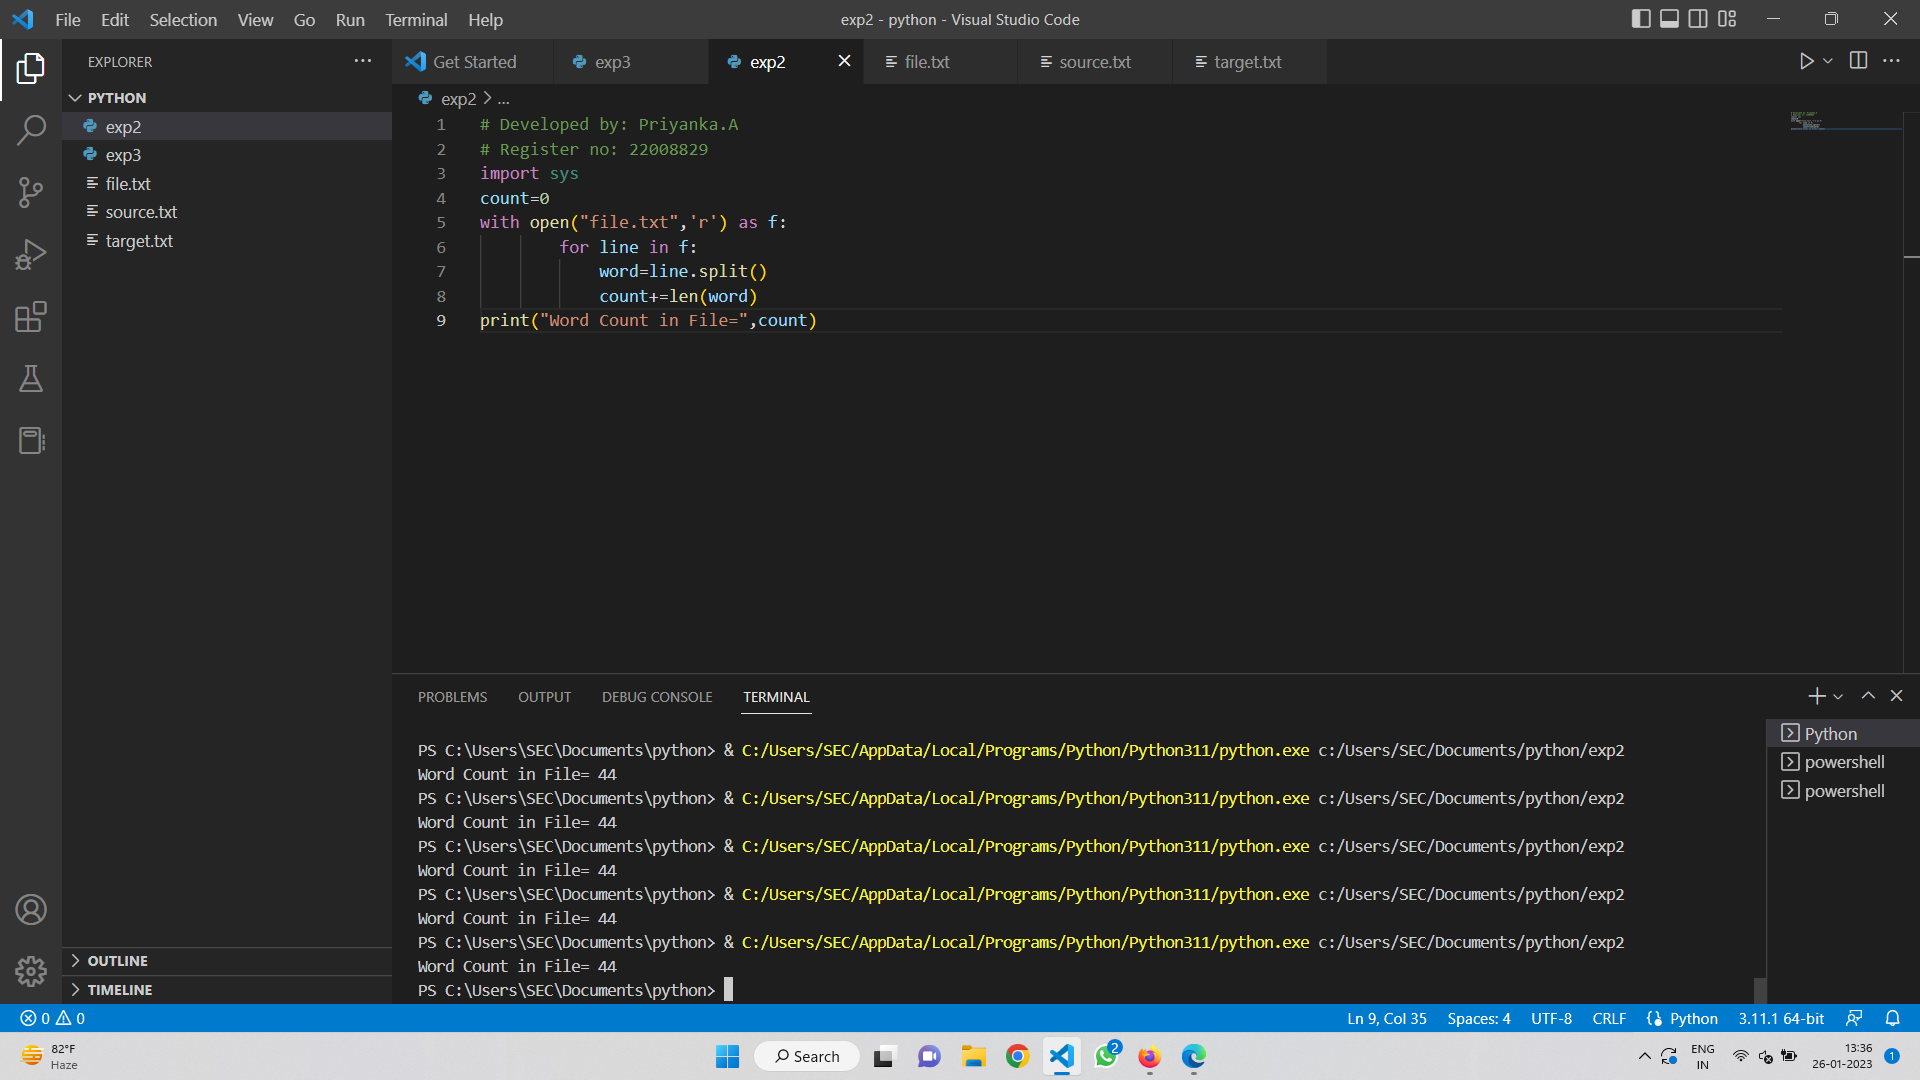 File Edit Selection View Go Run Terminal Help
exp2 - python - Visual Studio Code
EXPLORER
PYTHON
exp2
exp3
file.txt
source.txt
target.txt
OUTLINE
TIMELINE
Get Started
exp3
exp2
file.txt
source.txt
target.txt
exp2 > ...
1 # Developed by: Priyanka.A
2 # Register no: 22008829
3 import sys
4 count=0
5 with open("file.txt",'r') as f:
6 for line in f:
7 word=line.split()
8 count+=len(word)
9 print("Word Count in File=",count)
PROBLEMS OUTPUT DEBUG CONSOLE TERMINAL
PS C:\Users\SEC\Documents\python> & C:/Users/SEC/AppData/Local/Programs/Python/Python311/python.exe c:/Users/SEC/Documents/python/exp2
Word Count in File= 44
PS C:\Users\SEC\Documents\python> & C:/Users/SEC/AppData/Local/Programs/Python/Python311/python.exe c:/Users/SEC/Documents/python/exp2
Word Count in File= 44
PS C:\Users\SEC\Documents\python> & C:/Users/SEC/AppData/Local/Programs/Python/Python311/python.exe c:/Users/SEC/Documents/python/exp2
Word Count in File= 44
PS C:\Users\SEC\Documents\python> & C:/Users/SEC/AppData/Local/Programs/Python/Python311/python.exe c:/Users/SEC/Documents/python/exp2
Word Count in File= 44
PS C:\Users\SEC\Documents\python> & C:/Users/SEC/AppData/Local/Programs/Python/Python311/python.exe c:/Users/SEC/Documents/python/exp2
Word Count in File= 44
PS C:\Users\SEC\Documents\python>
Python
powershell
powershell
0 0
Ln 9, Col 35 Spaces: 4 UTF-8 CRLF Python 3.11.1 64-bit
82°F
Haze
Search
2
ENG
IN
13:36
26-01-2023
1